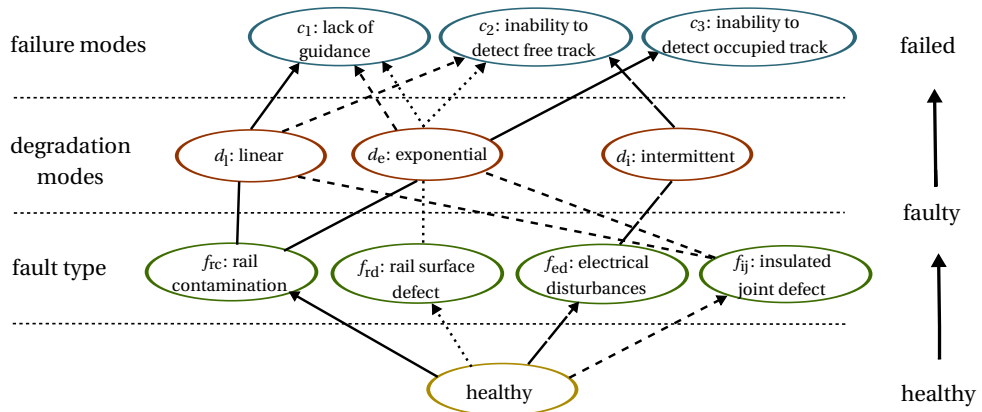 failure modes
c1: lack of
guidance
c2: inability to
detect free track
c3: inability to
detect occupied track
failed
degradation
modes
dl: linear
de: exponential
di: intermittent
faulty
fault type
frc: rail
contamination
frd: rail surface
defect
fed: electrical
disturbances
fij: insulated
joint defect
healthy
healthy